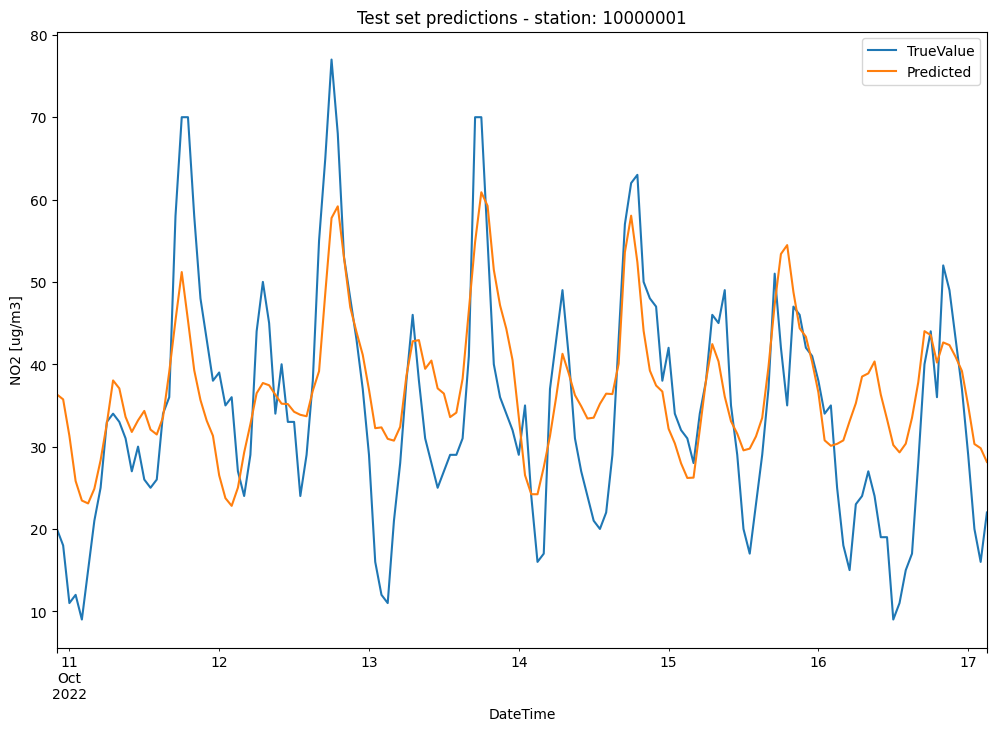 Test set predictions - station: 10000001
TrueValue
Predicted
NO2 [ug/m3]
80
70
60
50
40
30
20
10
11 12 13 14 15 16 17
Oct
2022
DateTime